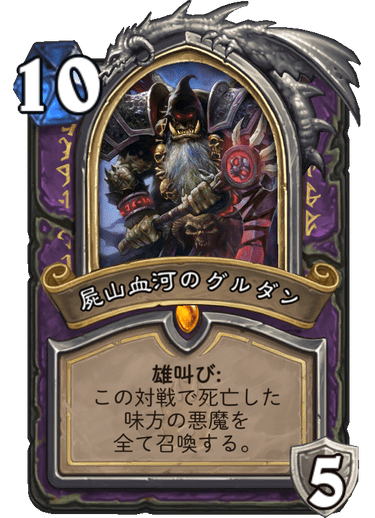 10
屍山血河のグルダン
雄叫び:
この対戦で死亡した
味方の悪魔を
全て召喚する。
5